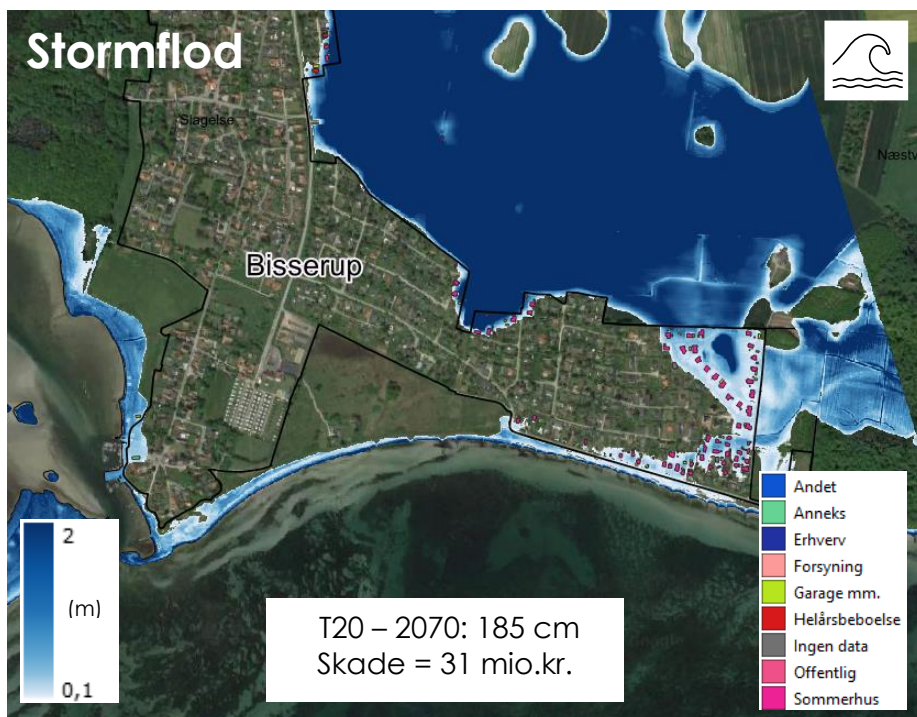 Stormflod
Slagelse
Næstv
Bisserup
2
(m)
0,1
T20 – 2070: 185 cm
Skade = 31 mio.kr.
Andet
Anneks
Erhverv
Forsyning
Garage mm.
Helårsbeboelse
Ingen data
Offentlig
Sommerhus